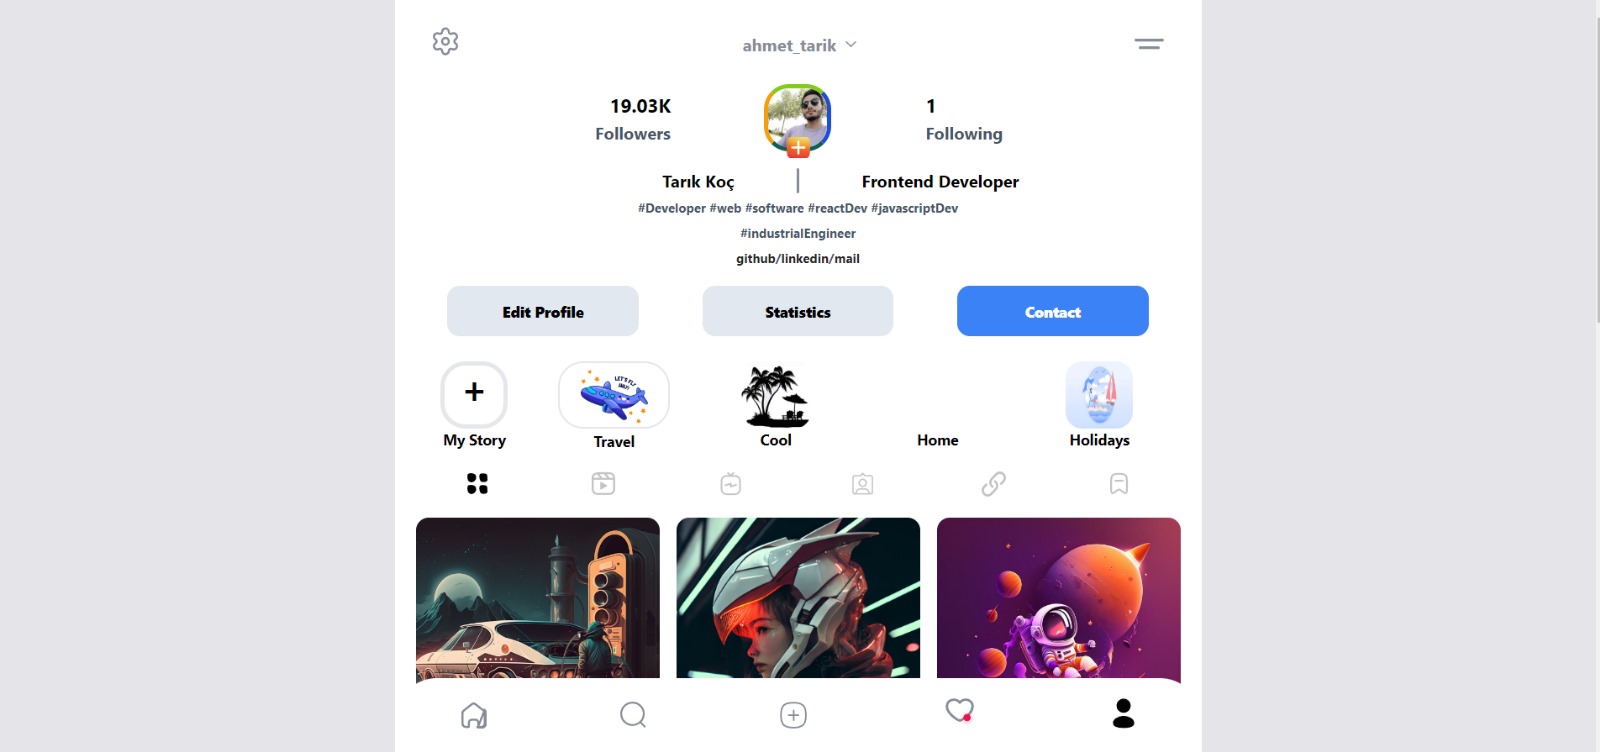 ahmet_tarik
19.03K
Followers
1
Following
Tarık Koç
Frontend Developer
#Developer #web #software #reactDev #javascriptDev
#industrialEngineer
github/linkedin/mail
Edit Profile
Statistics
Contact
LET'S FLY
My Story
Travel
Cool
Home
Holidays